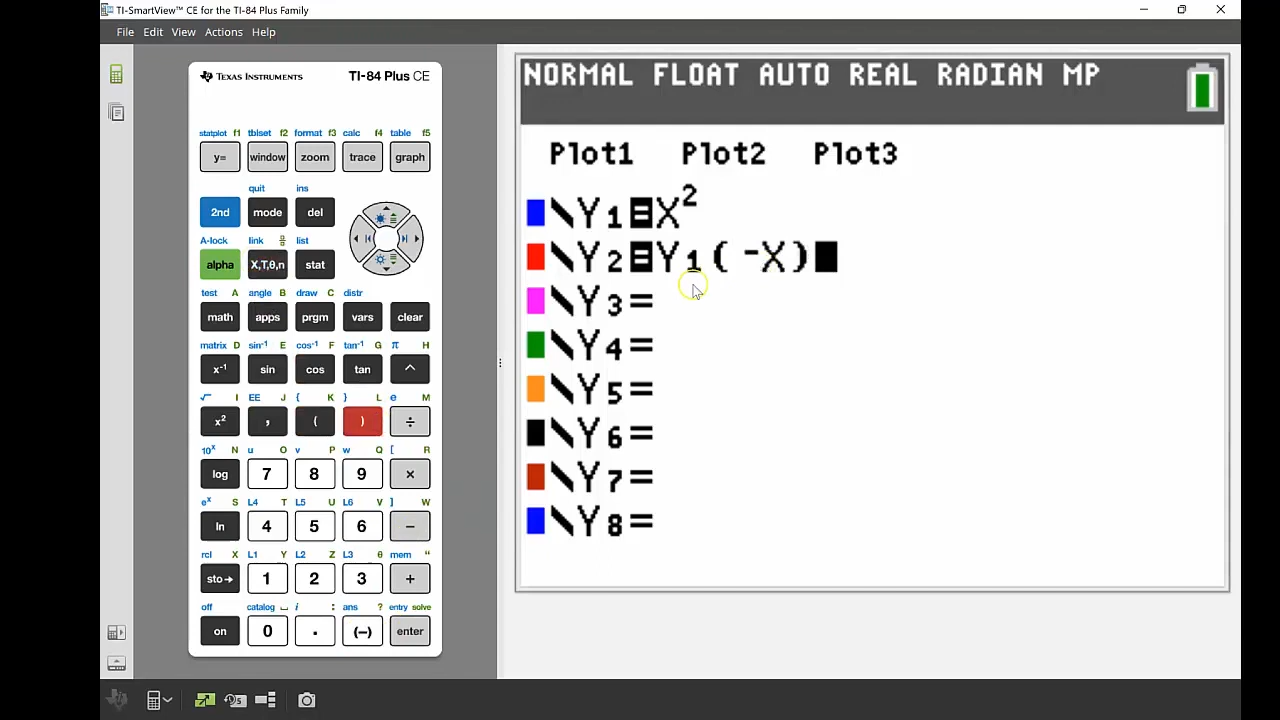 TI-SmartView™ CE for the TI-84 Plus Family
File Edit View Actions Help
TEXAS INSTRUMENTS TI-84 Plus CE
statplot f1 tblset f2 format f3 calc f4 table f5
y= window zoom trace graph
quit ins
2nd mode del
A-lock link list
alpha X,T,θ,n stat
test A angle B draw C distr
math apps prgm vars clear
matrix D sin⁻¹ E cos⁻¹ F tan⁻¹ G π H
x⁻¹ sin cos tan ^
√ I EE J { K } L e M
x² , ( ) ÷
10ˣ N u O v P w Q [ R
log 7 8 9 ×
eˣ S L4 T L5 U L6 V ] W
ln 4 5 6 −
rcl X L1 Y L2 Z L3 θ mem "
sto→ 1 2 3 +
off catalog ⎵ i : ans ? entry solve
on 0 . (−) enter
NORMAL FLOAT AUTO REAL RADIAN MP
Plot1 Plot2 Plot3
\Y1=X²
\Y2=Y1(-X)
\Y3=
\Y4=
\Y5=
\Y6=
\Y7=
\Y8=